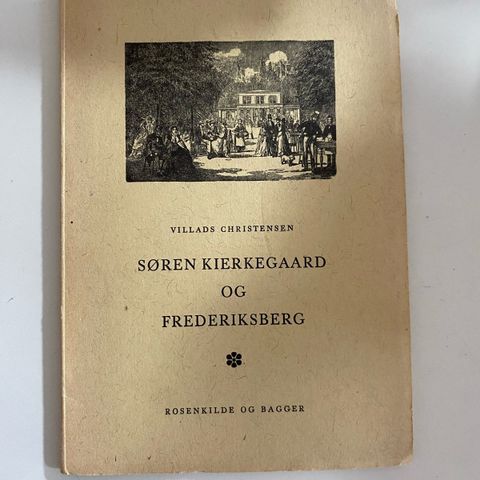 VILLADS CHRISTENSEN
SØREN KIERKEGAARD
OG
FREDERIKSBERG
ROSENKILDE OG BAGGER